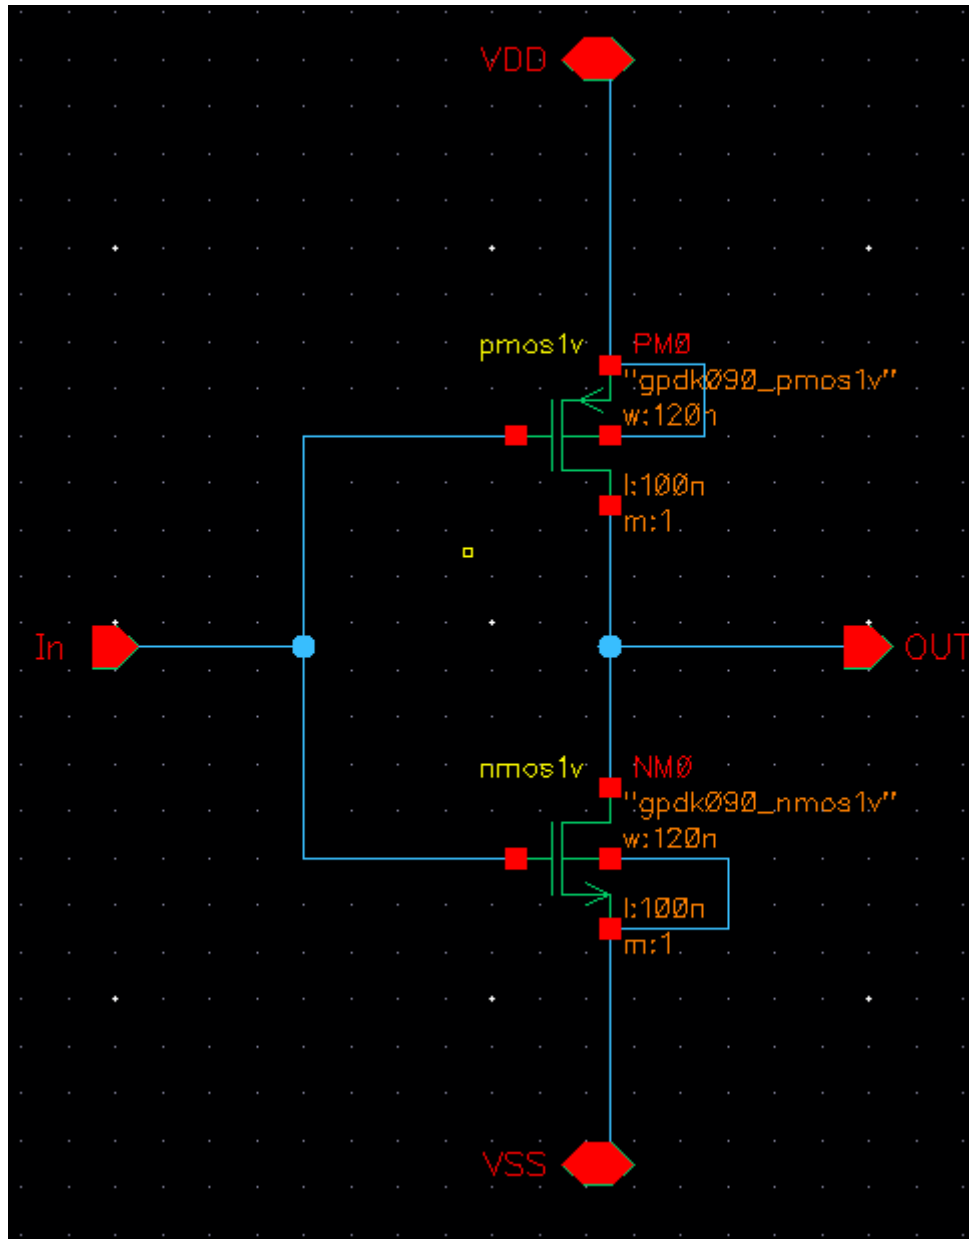 VDD
pmos1v PM0
"gpdk090_pmos1v"
w:120n
l:100n
m:1
In
OUT
nmos1v NM0
"gpdk090_nmos1v"
w:120n
l:100n
m:1
VSS